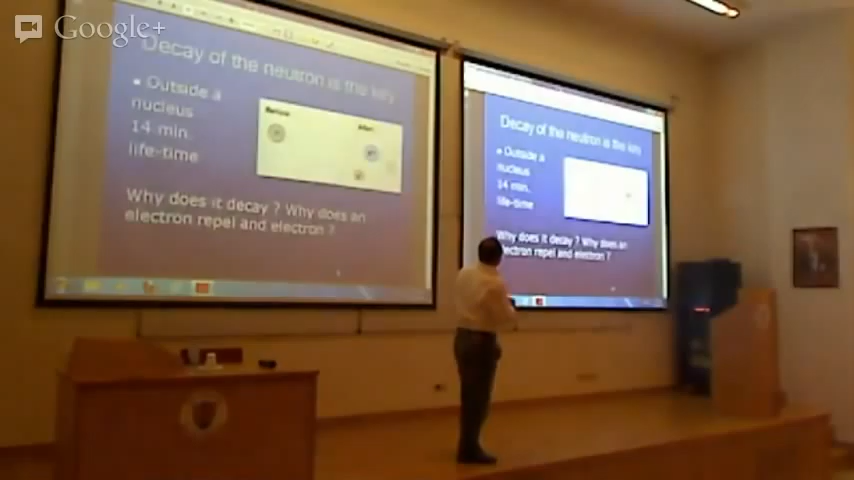 Google+
Decay of the neutron is the key
Outside a
nucleus
14 min.
life-time
Before
After
Why does it decay ? Why does an
electron repel and electron ?
Decay of the neutron is the key
Outside a
nucleus
14 min.
life-time
Why does it decay ? Why does an
electron repel and electron ?